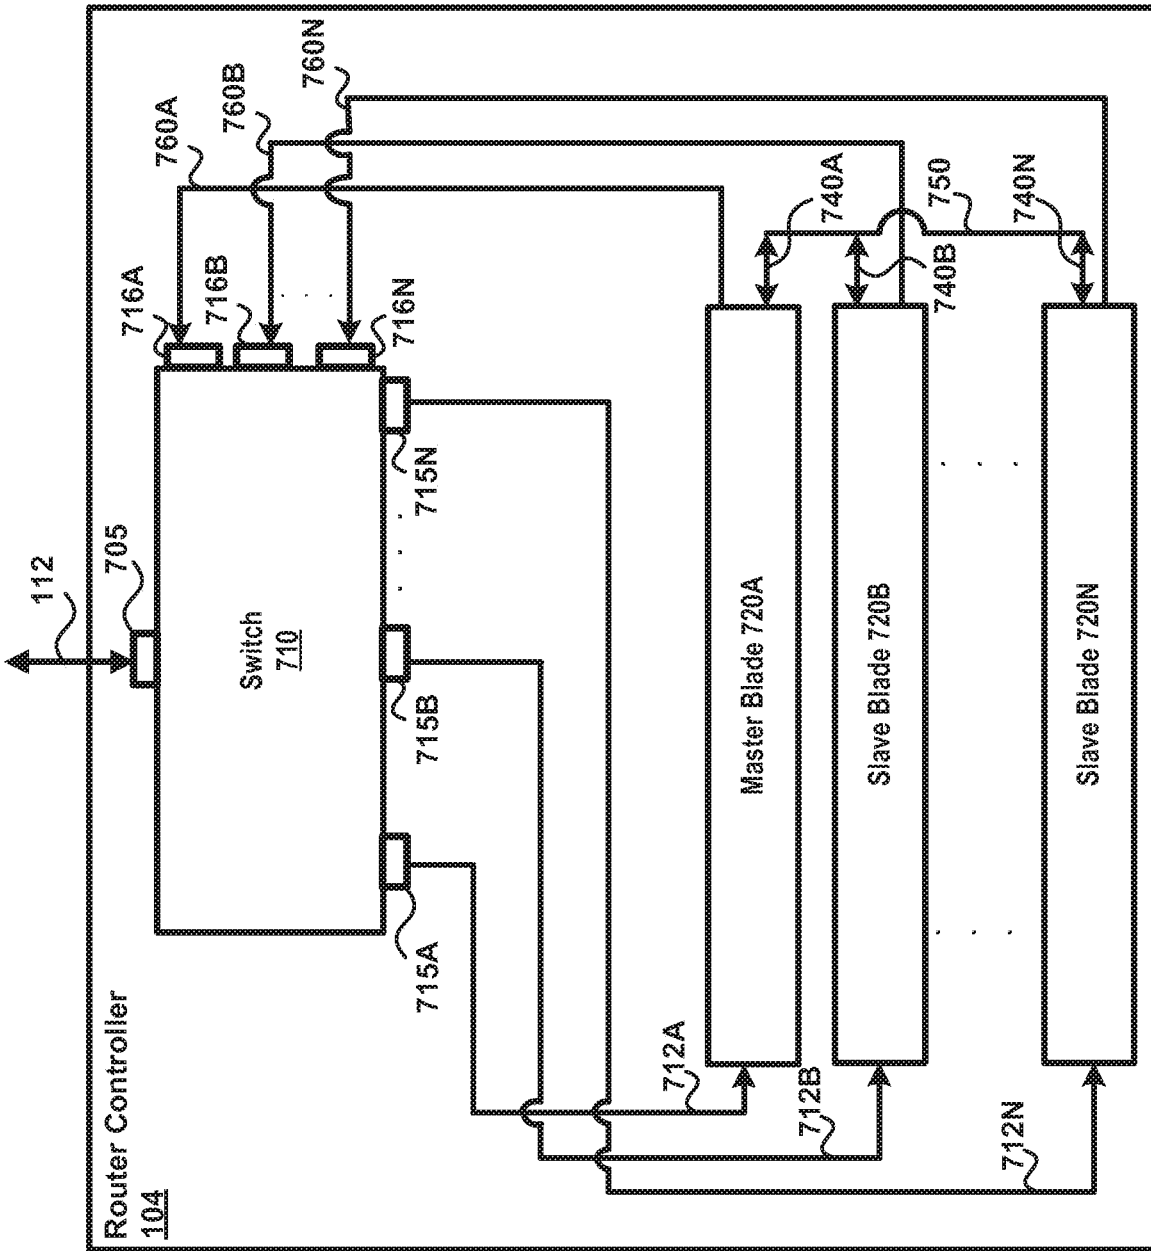 Router Controller
104
112
705
Switch
710
715A
715B
715N
716A
716B
716N
760A
760B
760N
712A
712B
712N
Master Blade 720A
Slave Blade 720B
Slave Blade 720N
740A
740B
740N
750